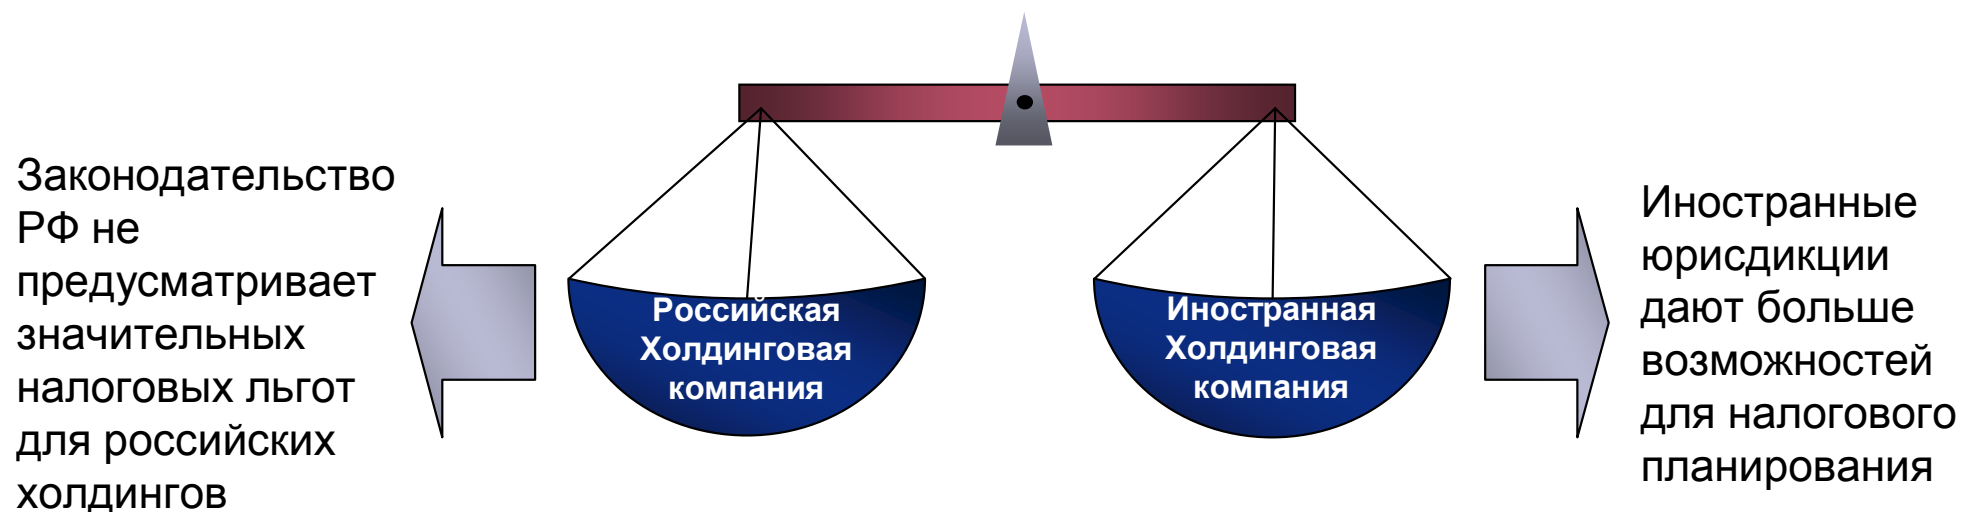 Законодательство
РФ не
предусматривает
значительных
налоговых льгот
для российских
холдингов
Российская
Холдинговая
компания
Иностранная
Холдинговая
компания
Иностранные
юрисдикции
дают больше
возможностей
для налогового
планирования